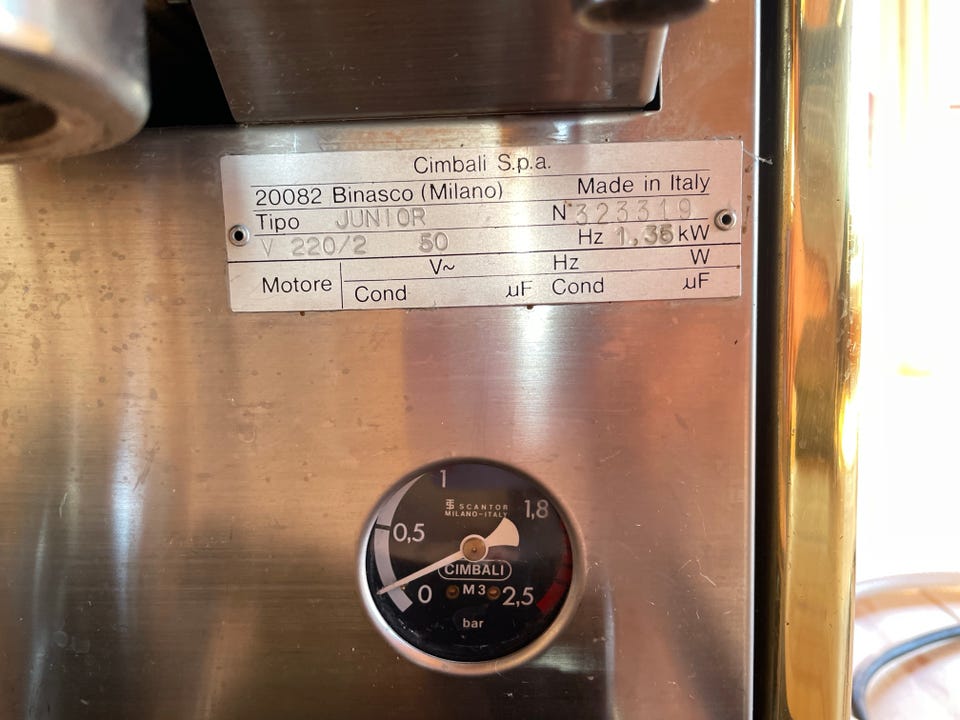 Cimbali S.p.a.
20082 Binasco (Milano) Made in Italy
Tipo JUNIOR N° 323319
V 220/2 50 Hz 1,35 kW
Motore
V~ Hz W
Cond µF Cond µF
1
SCANTOR
MILANO-ITALY
1,8
0,5
CIMBALI
0 M3 2,5
bar